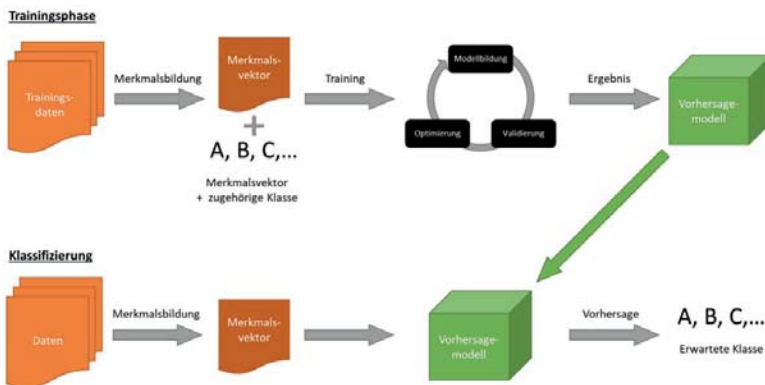 Trainingsphase
Trainings-
daten
Merkmalsbildung
Merkmals-
vektor
+
A, B, C,...
Merkmalsvektor
+ zugehörige Klasse
Training
Modellbildung
Optimierung
Validierung
Ergebnis
Vorhersage-
modell
Klassifizierung
Daten
Merkmalsbildung
Merkmals-
vektor
Vorhersage-
modell
Vorhersage
A, B, C,...
Erwartete Klasse